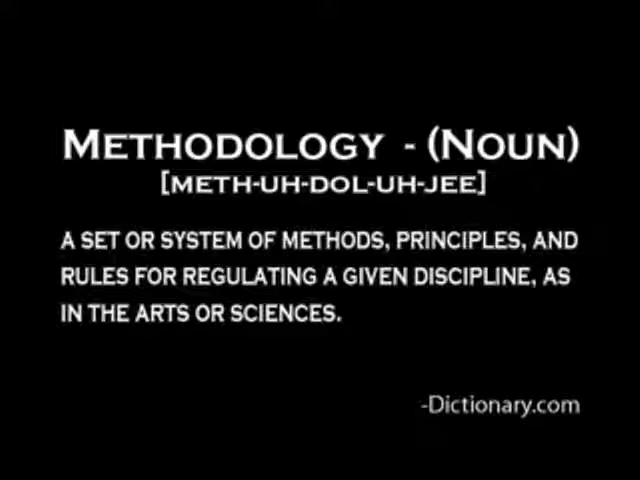 METHODOLOGY - (NOUN)
[METH-UH-DOL-UH-JEE]
A SET OR SYSTEM OF METHODS, PRINCIPLES, AND
RULES FOR REGULATING A GIVEN DISCIPLINE, AS
IN THE ARTS OR SCIENCES.
-Dictionary.com